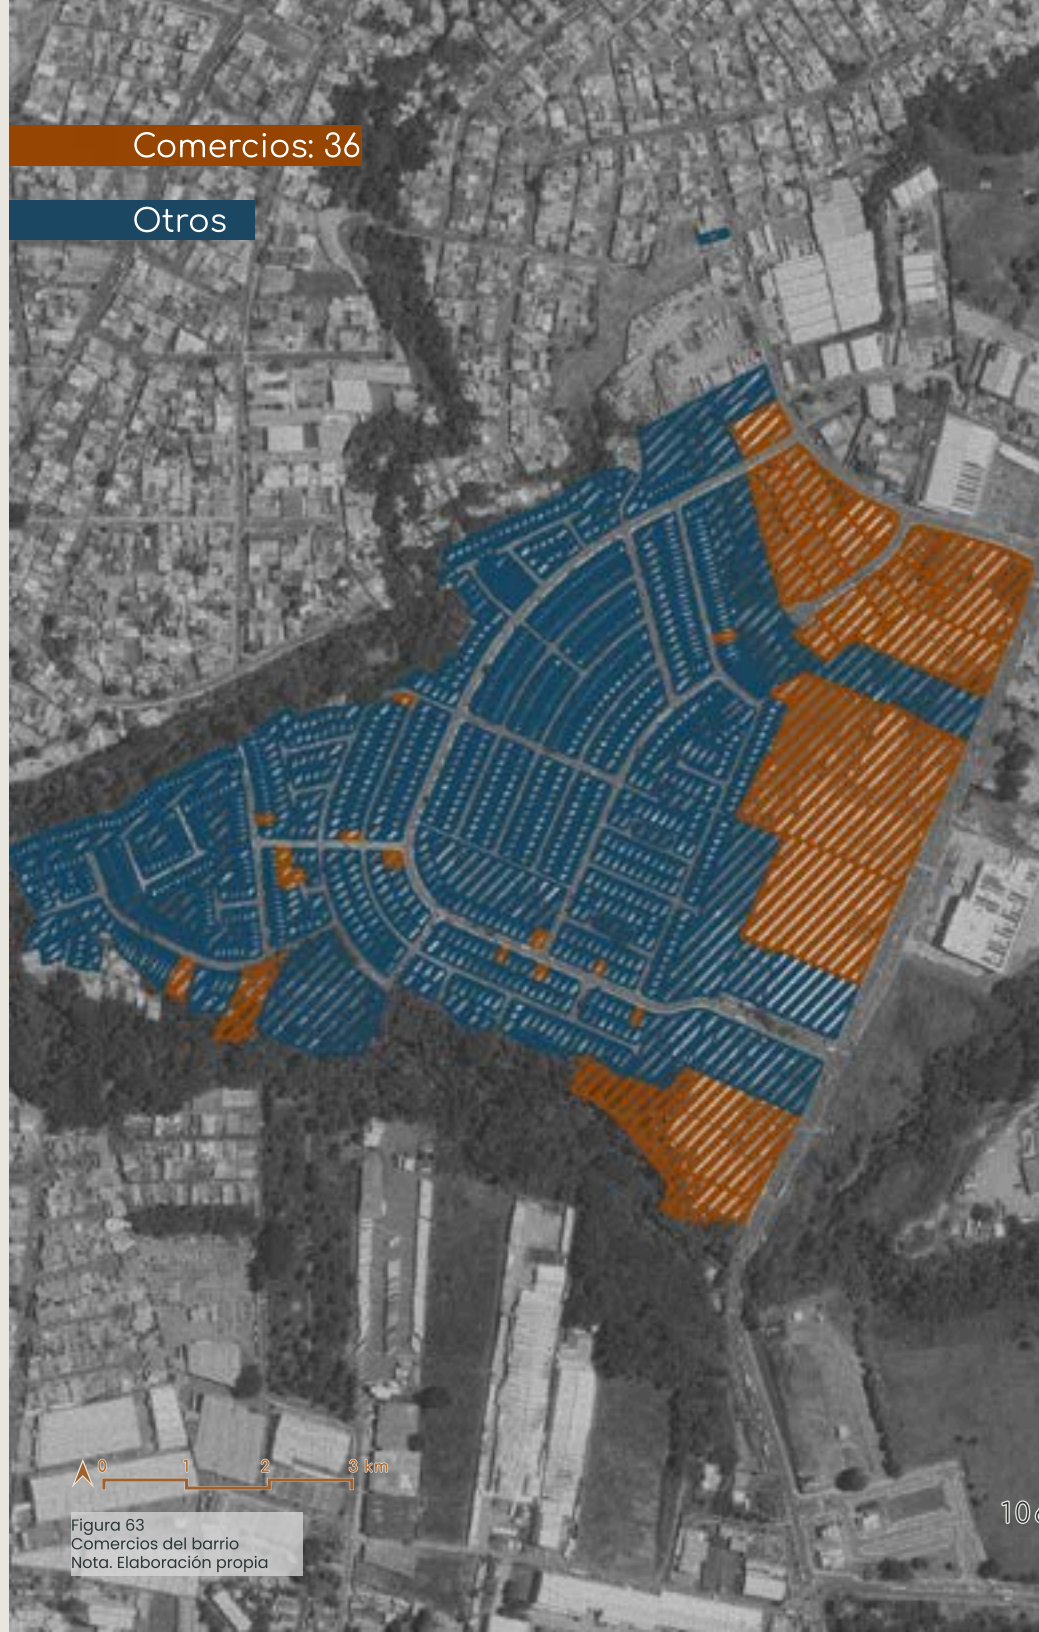 Comercios: 36
Otros
0 1 2 3 km
Figura 63
Comercios del barrio
Nota. Elaboración propia